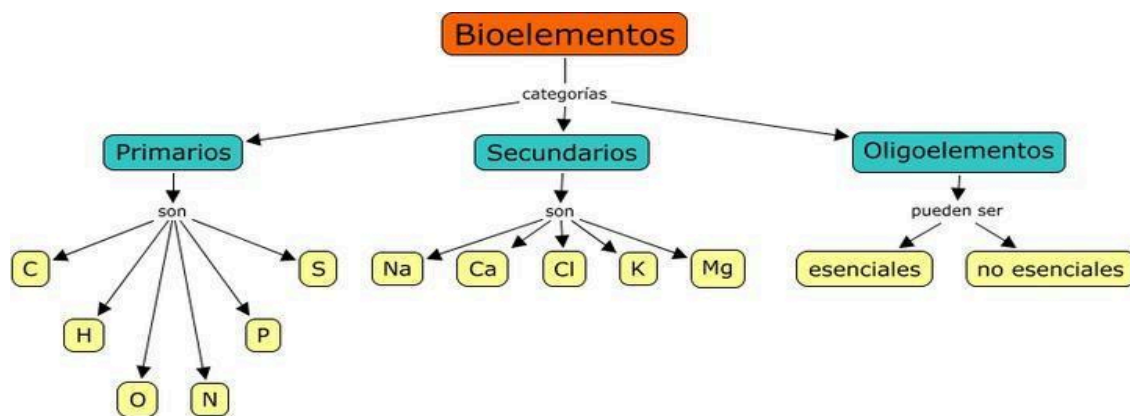 Bioelementos
categorías
Primarios
Secundarios
Oligoelementos
son
son
pueden ser
C
S
Na
Ca
Cl
K
Mg
esenciales
no esenciales
H
P
O
N